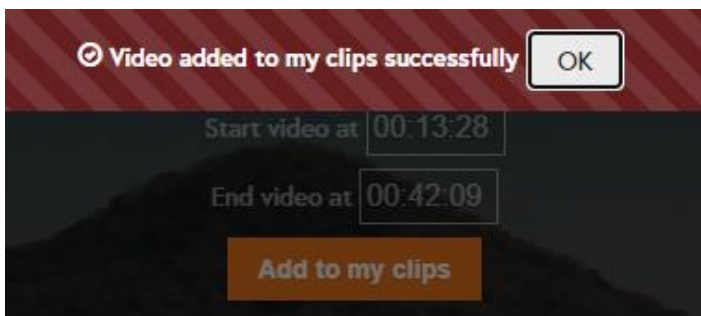 Video added to my clips successfully OK
Start video at 00:13:28
End video at 00:42:09
Add to my clips